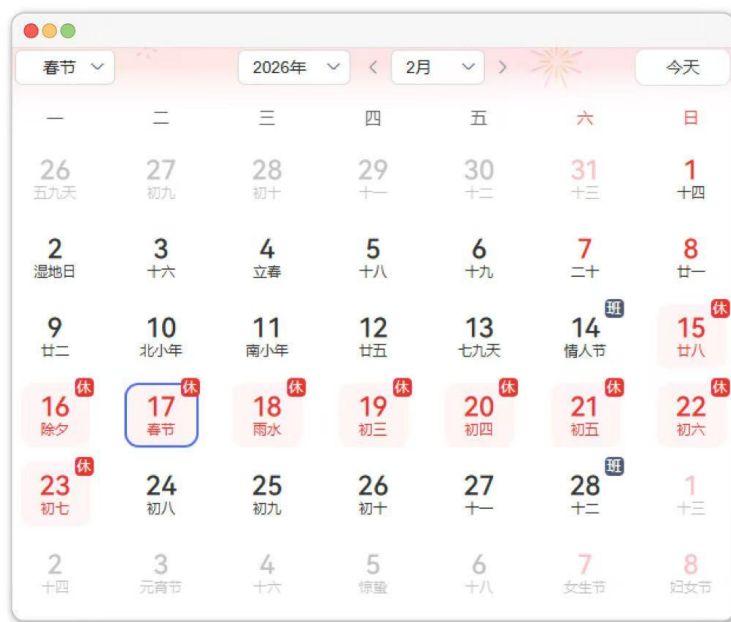 春节 2026年 2月 今天
一 二 三 四 五 六 日
26 27 28 29 30 31 1
五九天 初九 初十 十一 十二 十三 十四
2 3 4 5 6 7 8
湿地日 十六 立春 十八 十九 二十 廿一
班 休
9 10 11 12 13 14 15
廿二 北小年 南小年 廿五 七九天 情人节 廿八
休 休 休 休 休 休 休
16 17 18 19 20 21 22
除夕 春节 雨水 初三 初四 初五 初六
休 班
23 24 25 26 27 28 1
初七 初八 初九 初十 十一 十二 十三
2 3 4 5 6 7 8
十四 元宵节 十六 惊蛰 十八 女生节 妇女节